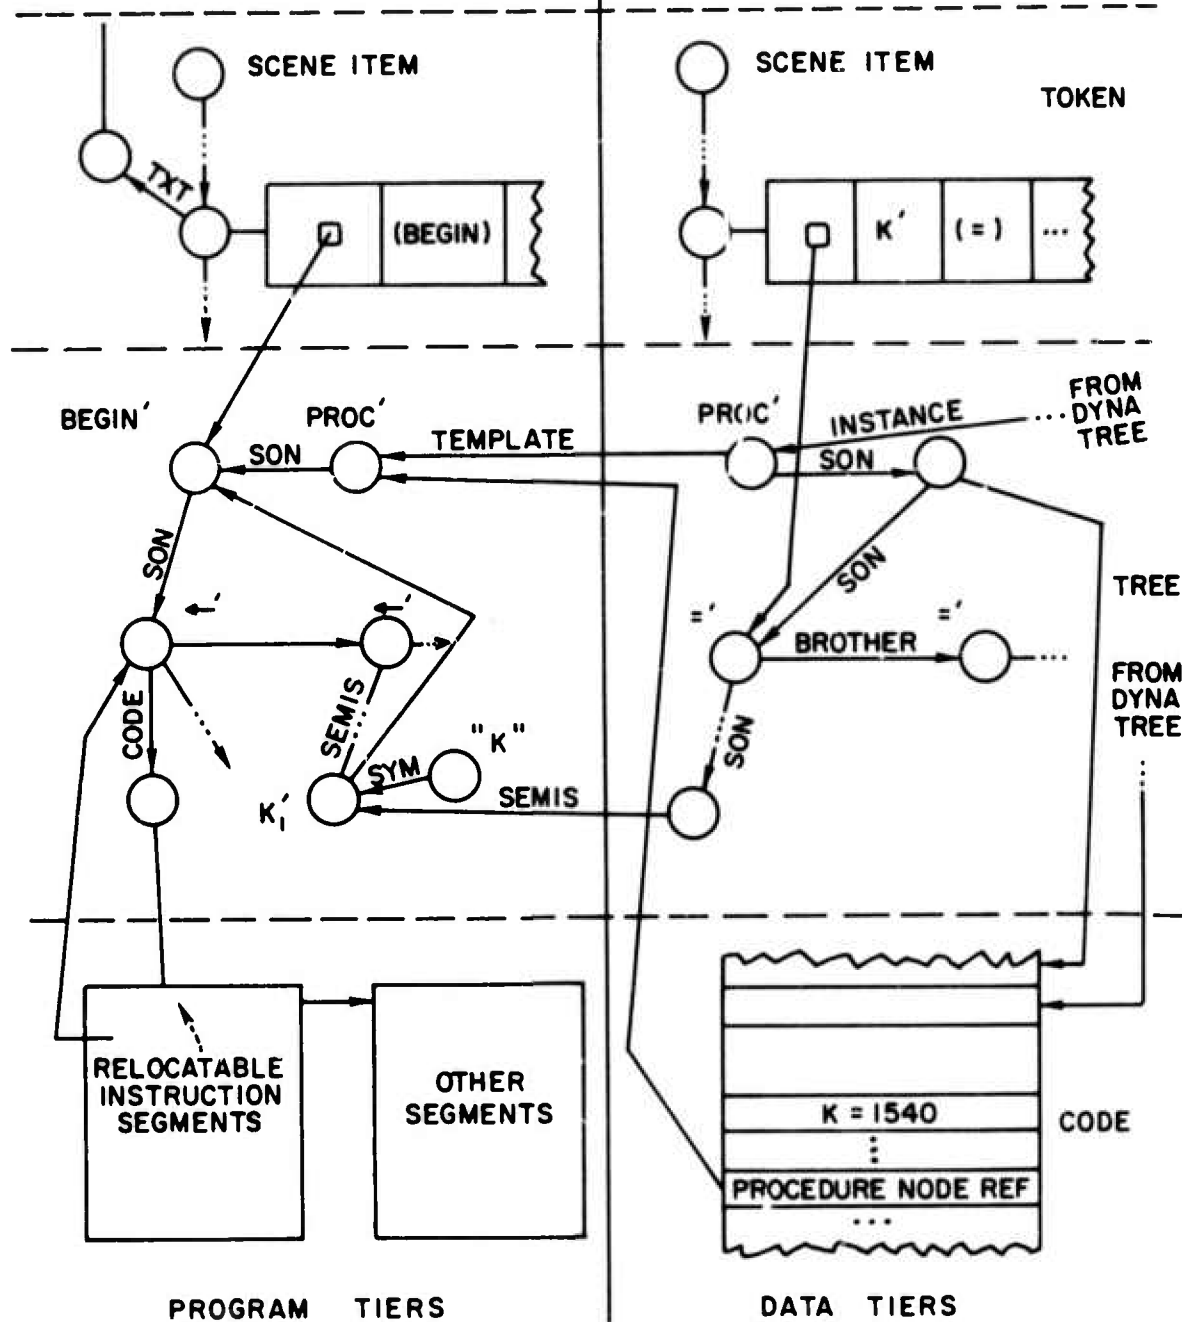 SCENE ITEM
SCENE ITEM
TOKEN
TXT
(BEGIN)
K′
(=)
...
BEGIN′
PROC′
PROC′
INSTANCE
... FROM
DYNA
TREE
SON
TEMPLATE
SON
SON
SON
←′
←′
=′
=′
TREE
BROTHER
...
CODE
SEMIS
"K"
SYM
K₁′
SEMIS
SON
FROM
DYNA
TREE
RELOCATABLE
INSTRUCTION
SEGMENTS
OTHER
SEGMENTS
K = 1540
CODE
PROCEDURE NODE REF
...
PROGRAM TIERS
DATA TIERS